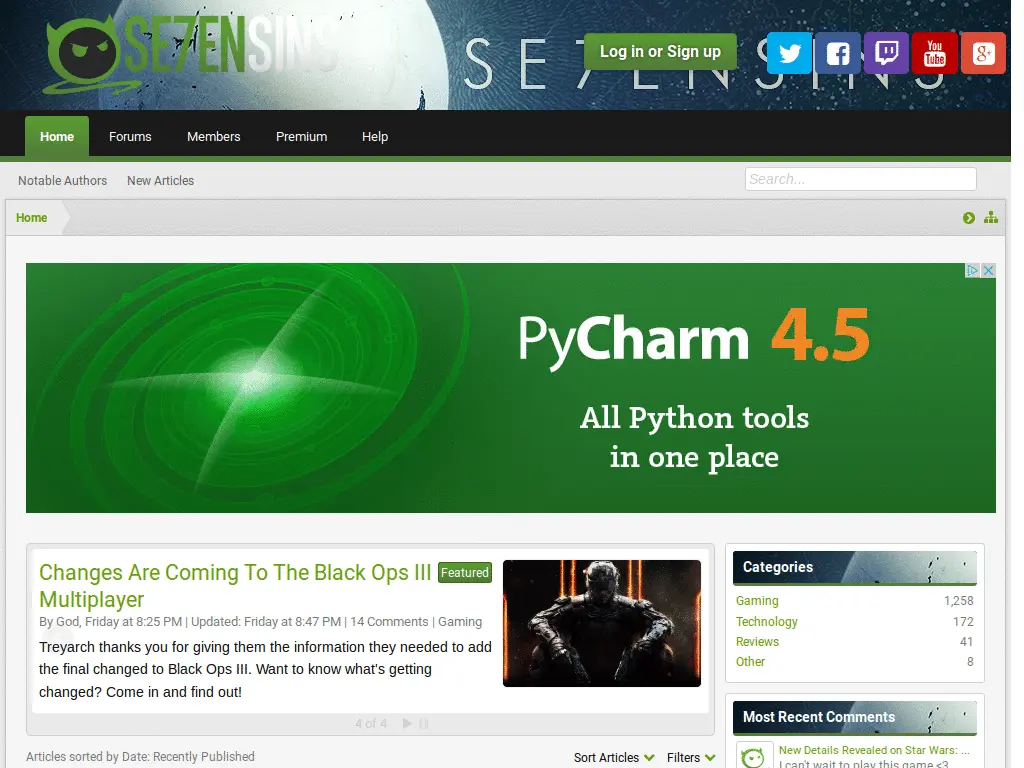 SE7ENSINS
SE7ENSINS
Log in or Sign up
You
Tube
g+
Home
Forums
Members
Premium
Help
Notable Authors
New Articles
Search...
Home
PyCharm 4.5
All Python tools
in one place
Changes Are Coming To The Black Ops III Featured
Multiplayer
By God, Friday at 8:25 PM | Updated: Friday at 8:47 PM | 14 Comments | Gaming
Treyarch thanks you for giving them the information they needed to add
the final changed to Black Ops III. Want to know what's getting
changed? Come in and find out!
4 of 4
Articles sorted by Date: Recently Published
Sort Articles
Filters
Categories
Gaming 1,258
Technology 172
Reviews 41
Other 8
Most Recent Comments
New Details Revealed on Star Wars: ...
I can't wait to play this game <3